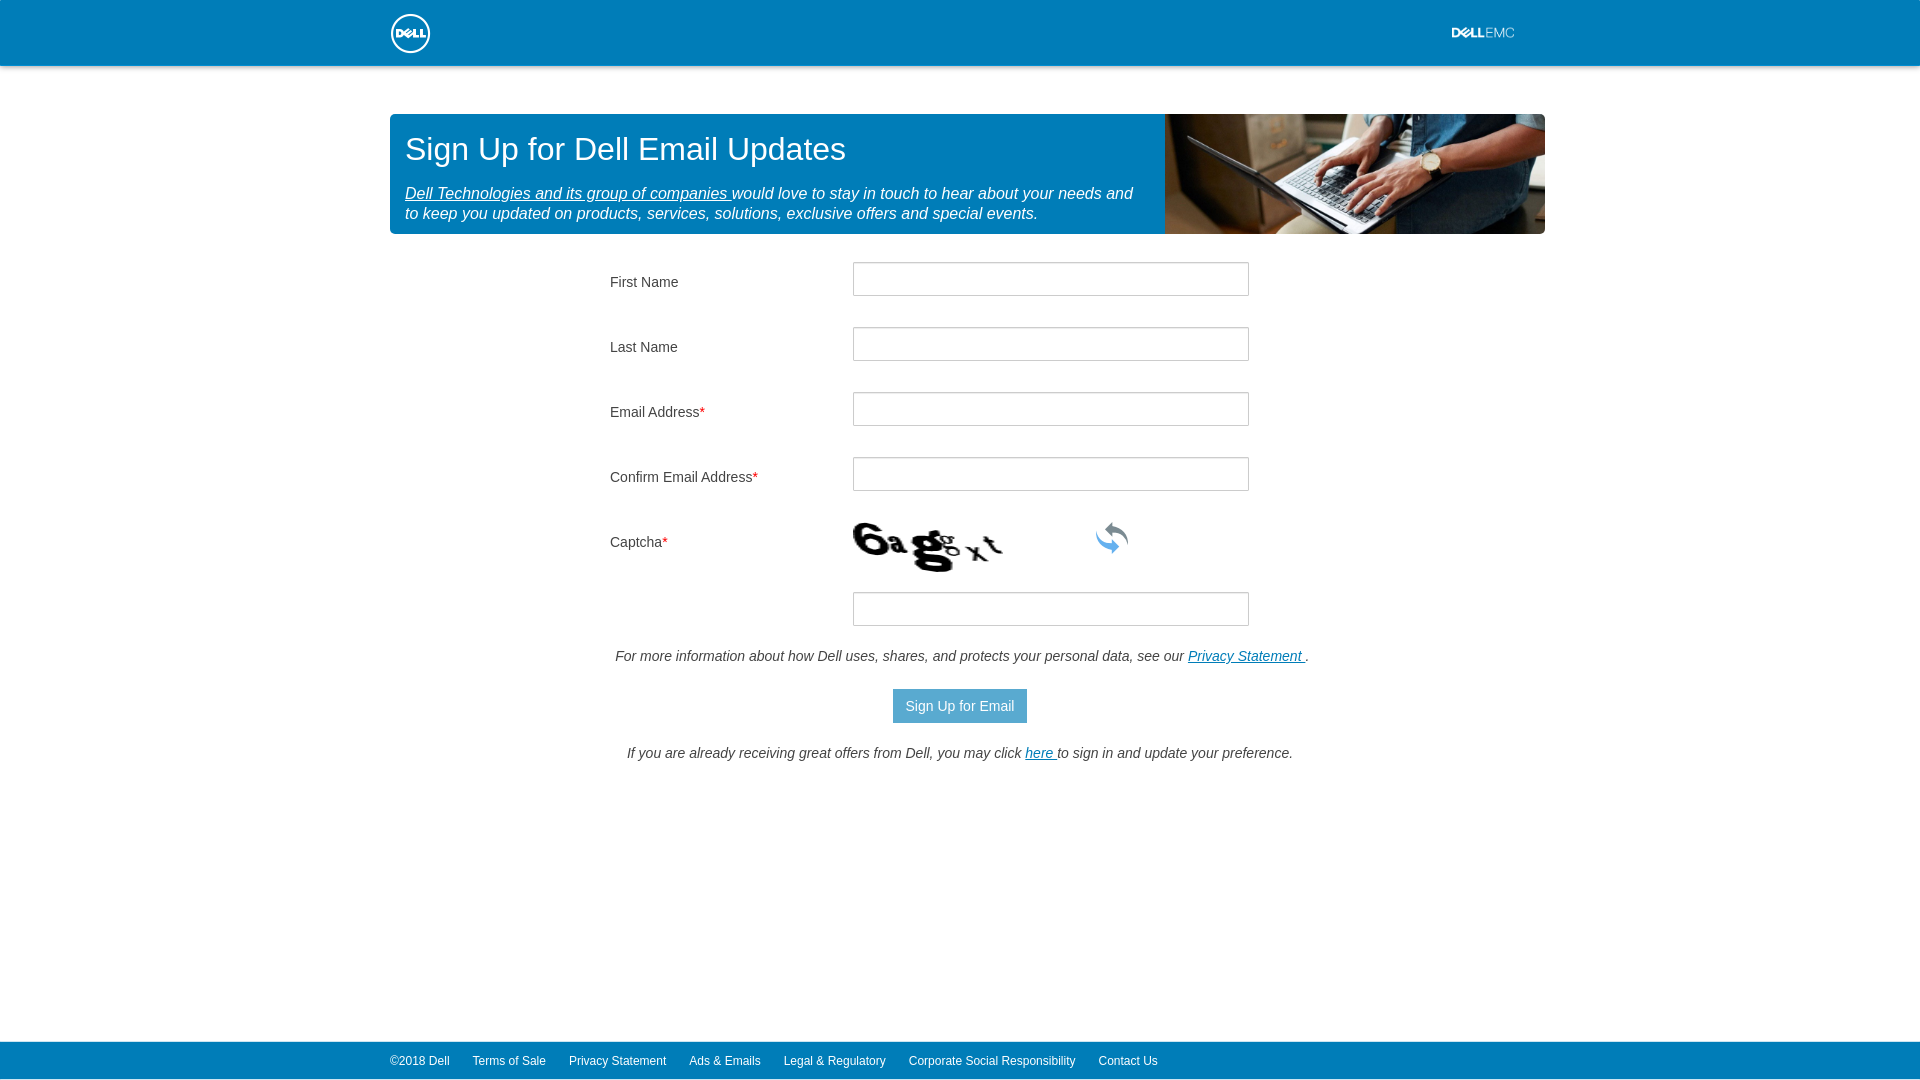 DELL
DELLEMC
Sign Up for Dell Email Updates
Dell Technologies and its group of companies would love to stay in touch to hear about your needs and
to keep you updated on products, services, solutions, exclusive offers and special events.
First Name
Last Name
Email Address*
Confirm Email Address*
Captcha*
6aggxt
For more information about how Dell uses, shares, and protects your personal data, see our Privacy Statement .
Sign Up for Email
If you are already receiving great offers from Dell, you may click here to sign in and update your preference.
©2018 Dell Terms of Sale Privacy Statement Ads & Emails Legal & Regulatory Corporate Social Responsibility Contact Us